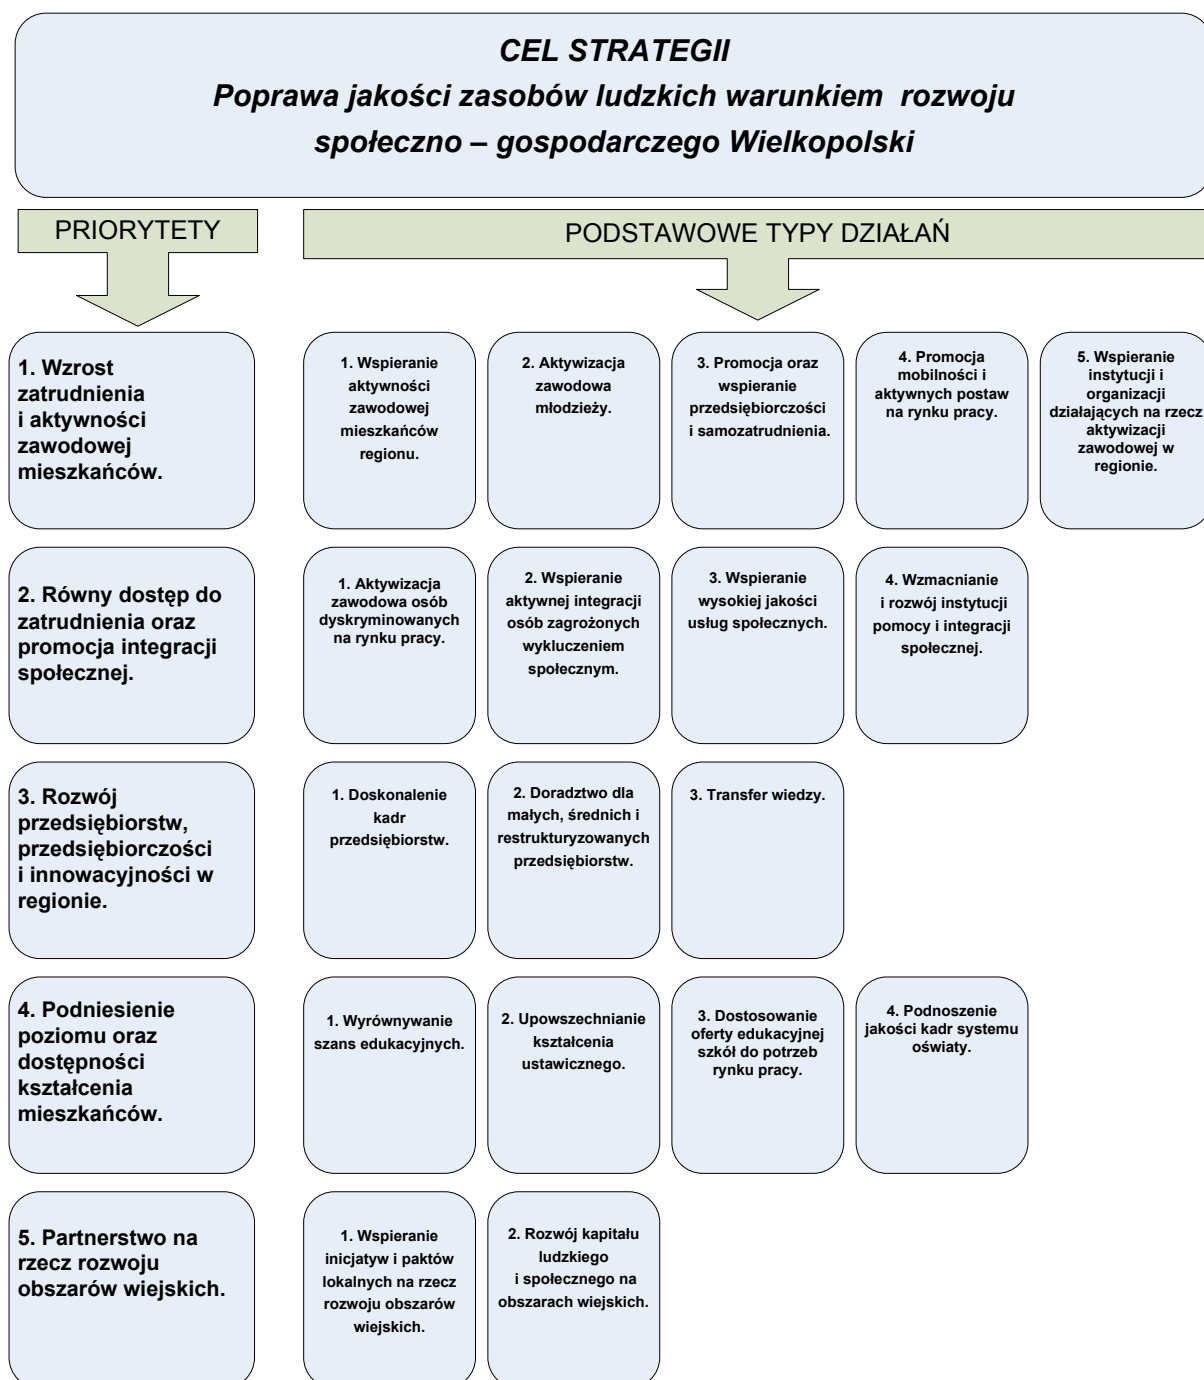 CEL STRATEGII
Poprawa jakości zasobów ludzkich warunkiem rozwoju
społeczno – gospodarczego Wielkopolski
PRIORYTETY
PODSTAWOWE TYPY DZIAŁAŃ
1. Wzrost
zatrudnienia
i aktywności
zawodowej
mieszkańców.
1. Wspieranie
aktywności
zawodowej
mieszkańców
regionu.
2. Aktywizacja
zawodowa
młodzieży.
3. Promocja oraz
wspieranie
przedsiębiorczości
i samozatrudnienia.
4. Promocja
mobilności i
aktywnych postaw
na rynku pracy.
5. Wspieranie
instytucji i
organizacji
działających na rzecz
aktywizacji
zawodowej w
regionie.
2. Równy dostęp do
zatrudnienia oraz
promocja integracji
społecznej.
1. Aktywizacja
zawodowa osób
dyskryminowanych
na rynku pracy.
2. Wspieranie
aktywnej integracji
osób zagrożonych
wykluczeniem
społecznym.
3. Wspieranie
wysokiej jakości
usług społecznych.
4. Wzmacnianie
i rozwój instytucji
pomocy i integracji
społecznej.
3. Rozwój
przedsiębiorstw,
przedsiębiorczości
i innowacyjności w
regionie.
1. Doskonalenie
kadr
przedsiębiorstw.
2. Doradztwo dla
małych, średnich i
restrukturyzowanych
przedsiębiorstw.
3. Transfer wiedzy.
4. Podniesienie
poziomu oraz
dostępności
kształcenia
mieszkańców.
1. Wyrównywanie
szans edukacyjnych.
2. Upowszechnianie
kształcenia
ustawicznego.
3. Dostosowanie
oferty edukacyjnej
szkół do potrzeb
rynku pracy.
4. Podnoszenie
jakości kadr systemu
oświaty.
5. Partnerstwo na
rzecz rozwoju
obszarów wiejskich.
1. Wspieranie
inicjatyw i paktów
lokalnych na rzecz
rozwoju obszarów
wiejskich.
2. Rozwój kapitału
ludzkiego
i społecznego na
obszarach wiejskich.